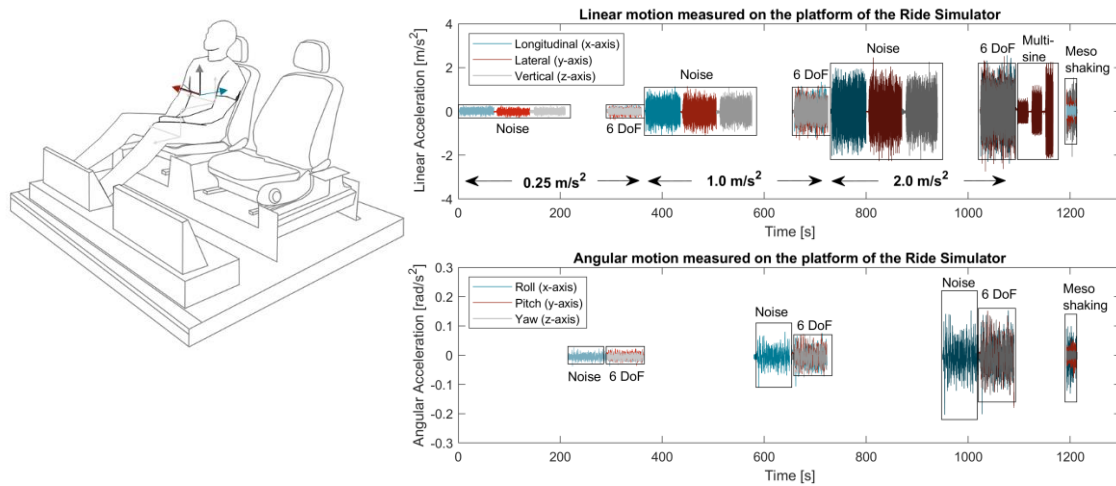 Linear motion measured on the platform of the Ride Simulator
Linear Acceleration [m/s²]
4
2
0
-2
-4
Longitudinal (x-axis)
Lateral (y-axis)
Vertical (z-axis)
Noise
6 DoF
Noise
6 DoF
Noise
6 DoF
Multi-
sine
Meso
shaking
0.25 m/s²
1.0 m/s²
2.0 m/s²
0 200 400 600 800 1000 1200
Time [s]
Angular motion measured on the platform of the Ride Simulator
Angular Acceleration [rad/s²]
0.3
0.2
0.1
0
-0.1
-0.2
-0.3
Roll (x-axis)
Pitch (y-axis)
Yaw (z-axis)
Noise 6 DoF
Noise
6 DoF
Noise
6 DoF
Meso
shaking
0 200 400 600 800 1000 1200
Time [s]